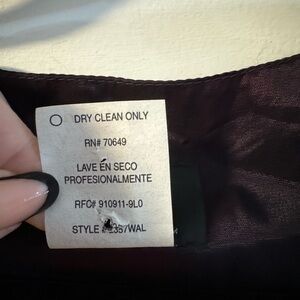 DRY CLEAN ONLY
RN# 70649
LAVE EN SECO
PROFESIONALMENTE
RFC# 910911-9L0
STYLE